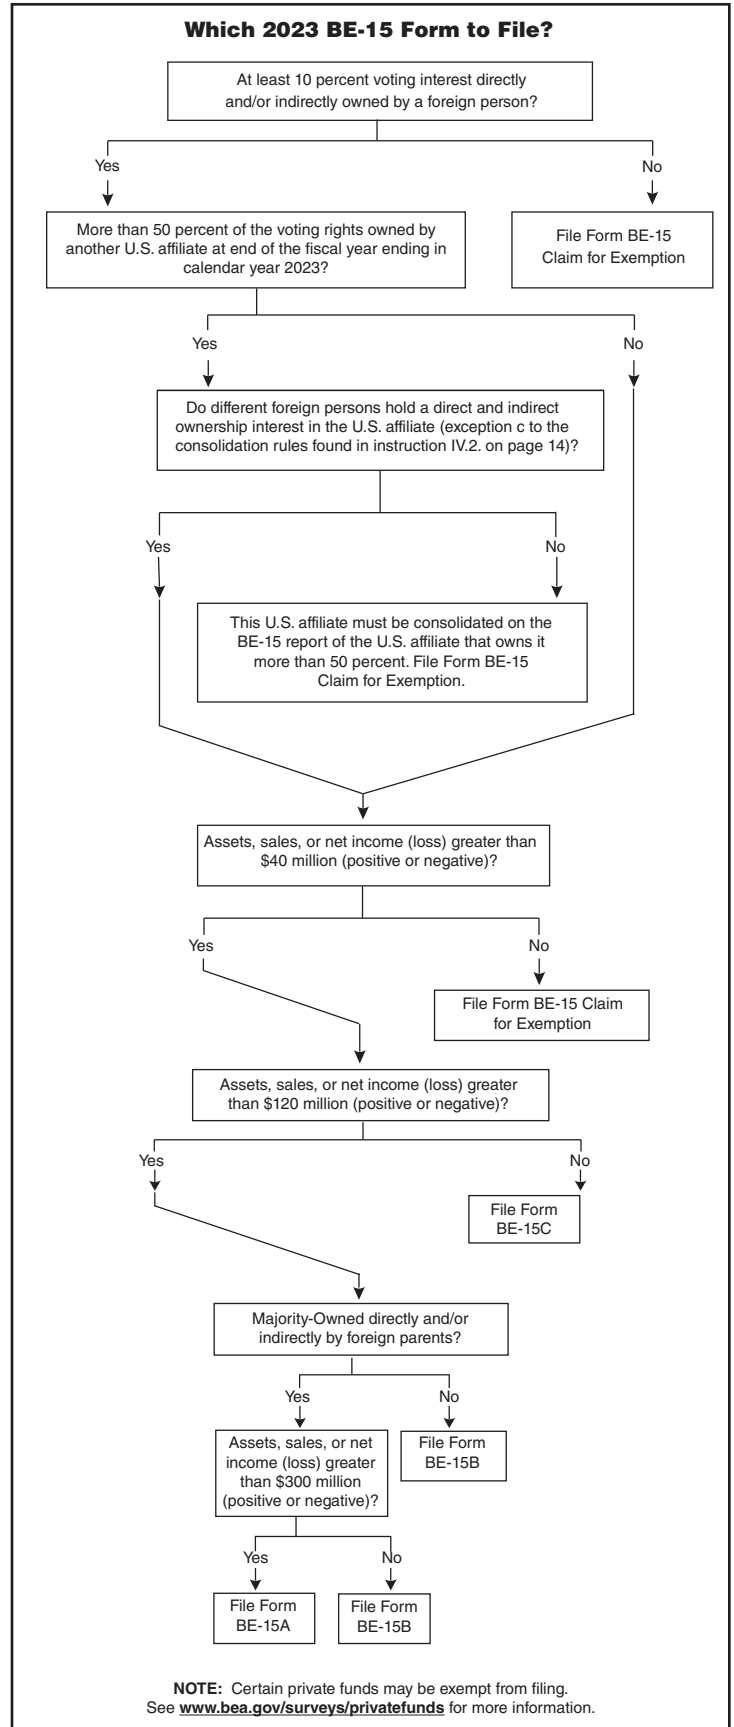 Which 2023 BE-15 Form to File?
At least 10 percent voting interest directly
and/or indirectly owned by a foreign person?
Yes
No
More than 50 percent of the voting rights owned by
another U.S. affiliate at end of the fiscal year ending in
calendar year 2023?
File Form BE-15
Claim for Exemption
Yes
No
Do different foreign persons hold a direct and indirect
ownership interest in the U.S. affiliate (exception c to the
consolidation rules found in instruction IV.2. on page 14)?
Yes
No
This U.S. affiliate must be consolidated on the
BE-15 report of the U.S. affiliate that owns it
more than 50 percent. File Form BE-15
Claim for Exemption.
Assets, sales, or net income (loss) greater than
$40 million (positive or negative)?
Yes
No
File Form BE-15 Claim
for Exemption
Assets, sales, or net income (loss) greater
than $120 million (positive or negative)?
Yes
No
File Form
BE-15C
Majority-Owned directly and/or
indirectly by foreign parents?
Yes
No
Assets, sales, or net
income (loss) greater
than $300 million
(positive or negative)?
File Form
BE-15B
Yes
No
File Form
BE-15A
File Form
BE-15B
NOTE: Certain private funds may be exempt from filing.
See www.bea.gov/surveys/privatefunds for more information.